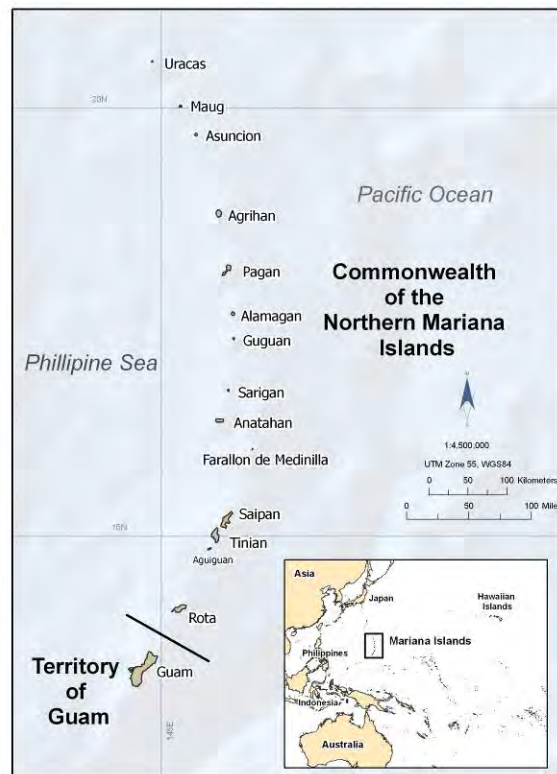 Uracas
20N
Maug
Asuncion
Pacific Ocean
Agrihan
Pagan
Commonwealth
of the
Northern Mariana
Islands
Alamagan
Guguan
Phillipine Sea
Sarigan
Anatahan
Farallon de Medinilla
N
1:4,500,000
UTM Zone 55, WGS84
0 50 100 Kilometers
0 50 100 Mile
Saipan
15N
Tinian
Aguiguan
Rota
Territory
of
Guam
Guam
145E
Asia
Japan
Hawaiian
Islands
Mariana Islands
Philippines
Indonesia
Australia